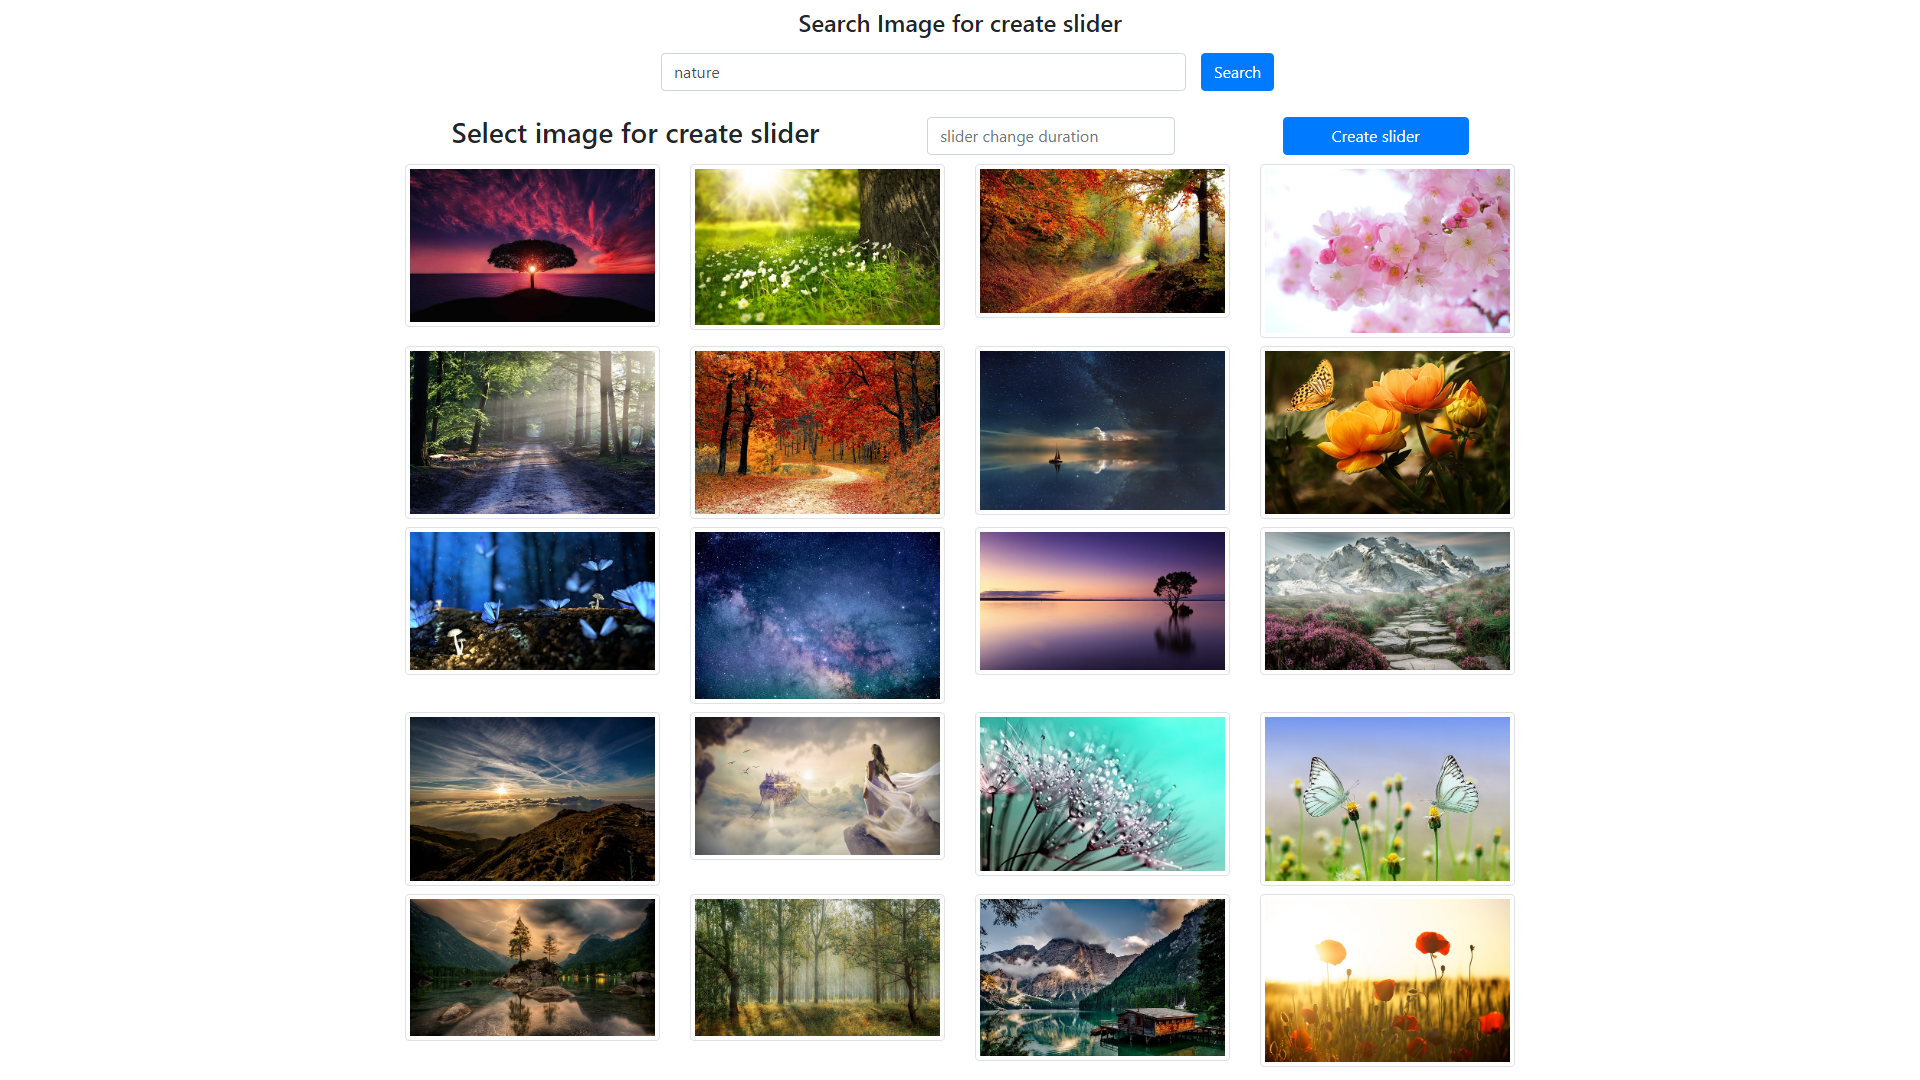 Search Image for create slider
nature
Search
Select image for create slider
slider change duration
Create slider